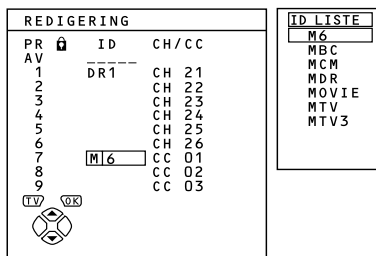 REDIGERING
PR ID CH/CC
AV _____
1 DR1 CH 21
2 CH 22
3 CH 23
4 CH 24
5 CH 25
6 CH 26
7 M6 CC 01
8 CC 02
9 CC 03
TV OK
ID LISTE
M6
MBC
MCM
MDR
MOVIE
MTV
MTV3